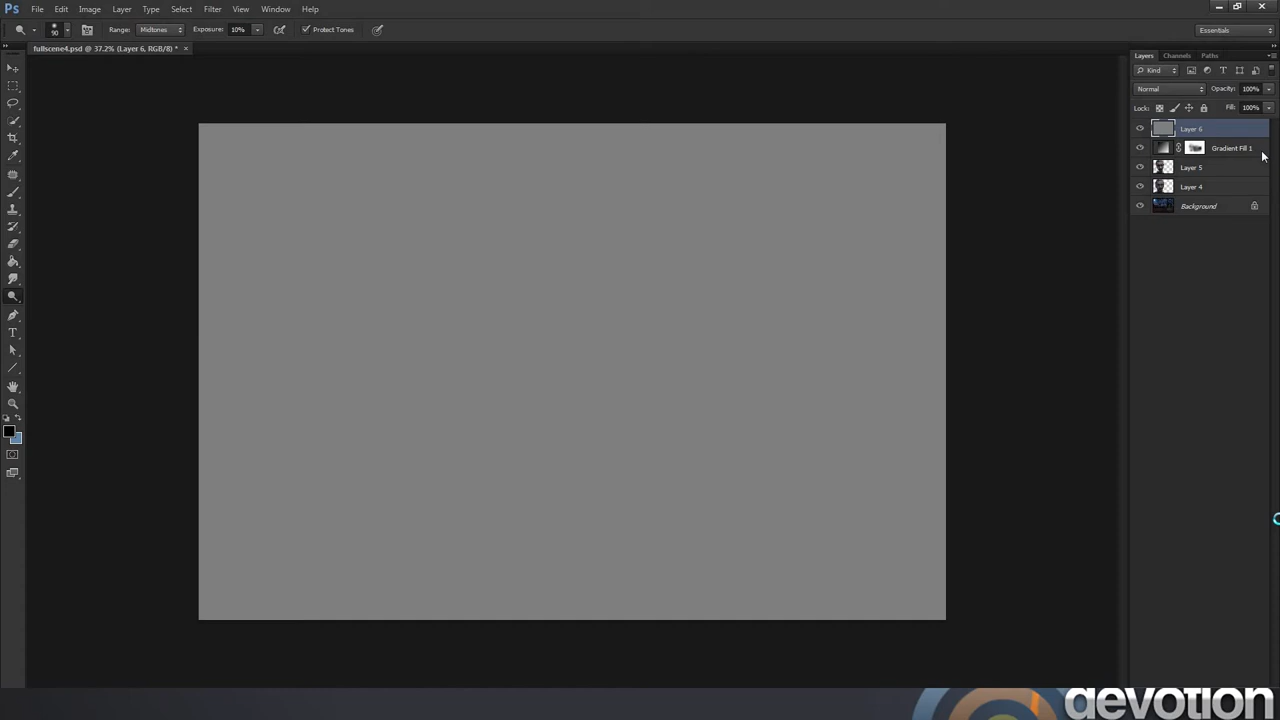 Ps File Edit Image Layer Type Select Filter View Window Help
90 Range: Midtones Exposure: 10% Protect Tones Essentials
fullscene4.psd @ 37.2% (Layer 6, RGB/8) * ×
Layers Channels Paths
Kind
Normal Opacity: 100%
Lock: Fill: 100%
Layer 6
Gradient Fill 1
Layer 5
Layer 4
Background
devotion